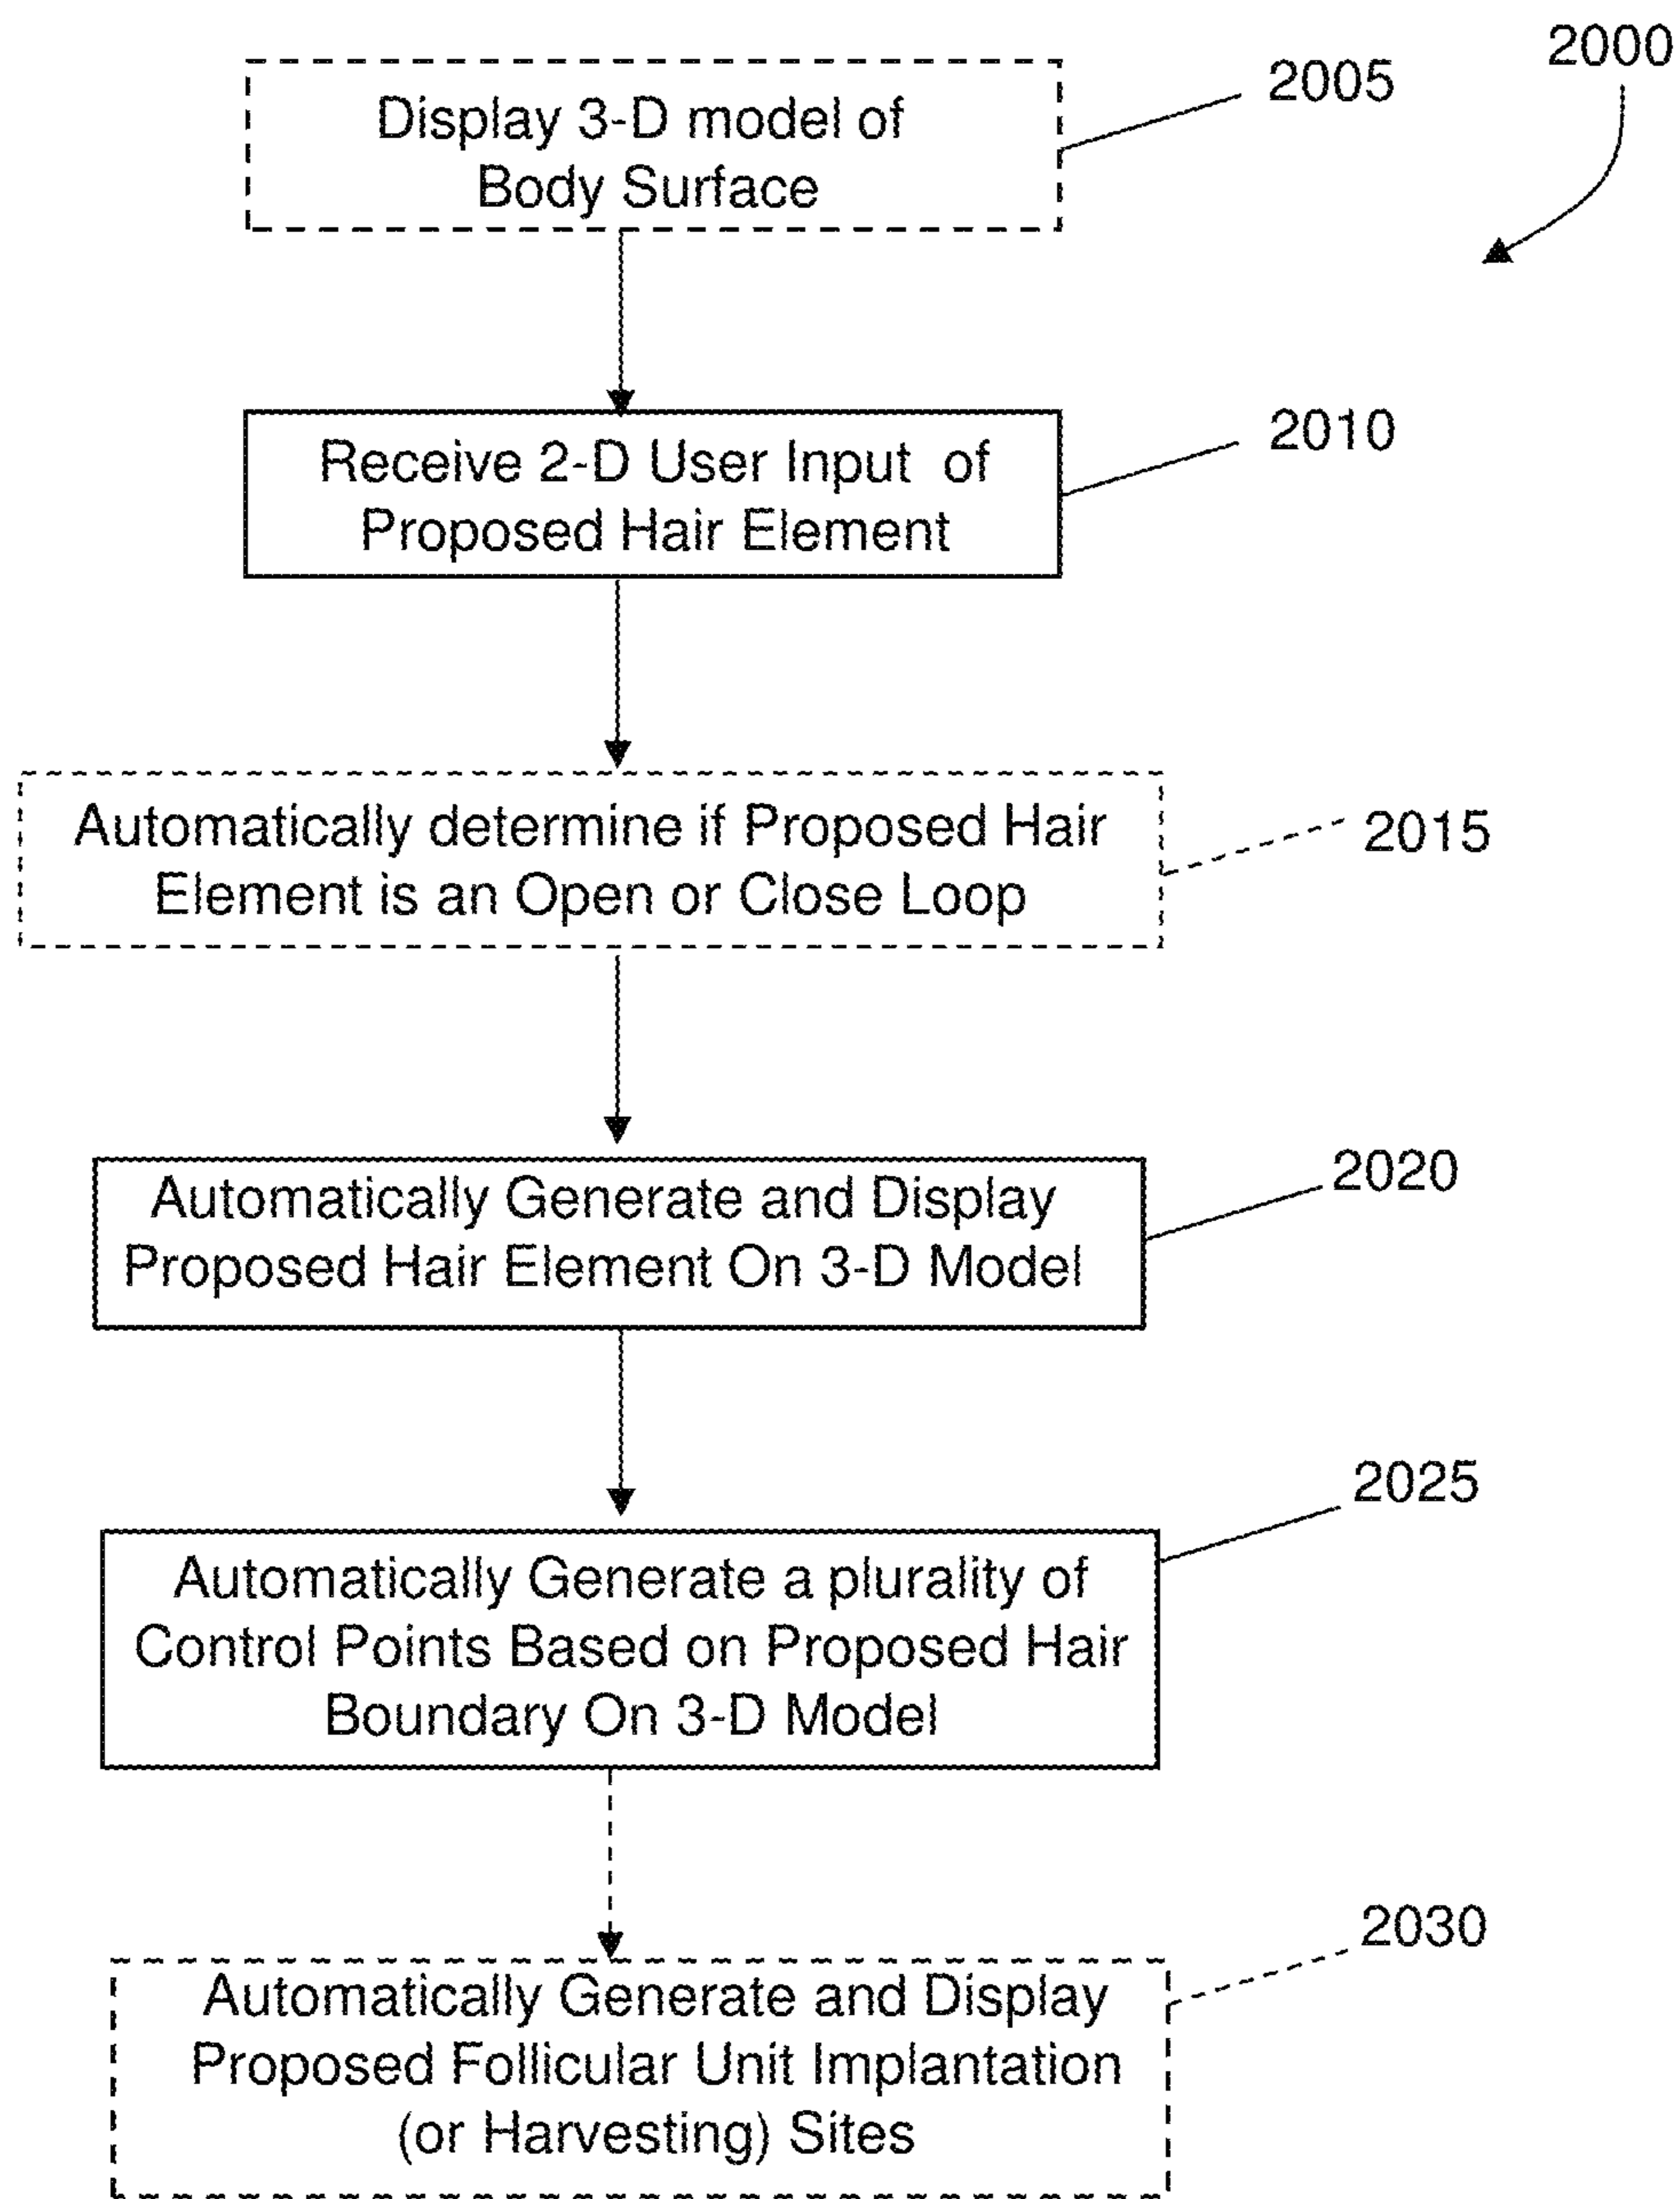 2000
2005
Display 3-D model of
Body Surface
2010
Receive 2-D User Input of
Proposed Hair Element
2015
Automatically determine if Proposed Hair
Element is an Open or Close Loop
2020
Automatically Generate and Display
Proposed Hair Element On 3-D Model
2025
Automatically Generate a plurality of
Control Points Based on Proposed Hair
Boundary On 3-D Model
2030
Automatically Generate and Display
Proposed Follicular Unit Implantation
(or Harvesting) Sites